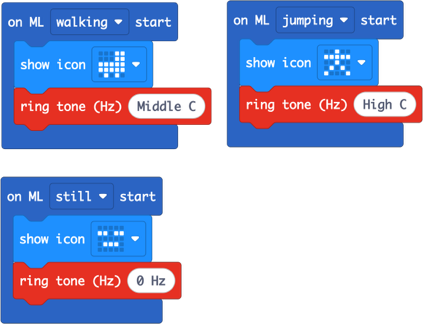 on ML walking start
show icon
ring tone (Hz) Middle C
on ML jumping start
show icon
ring tone (Hz) High C
on ML still start
show icon
ring tone (Hz) 0 Hz